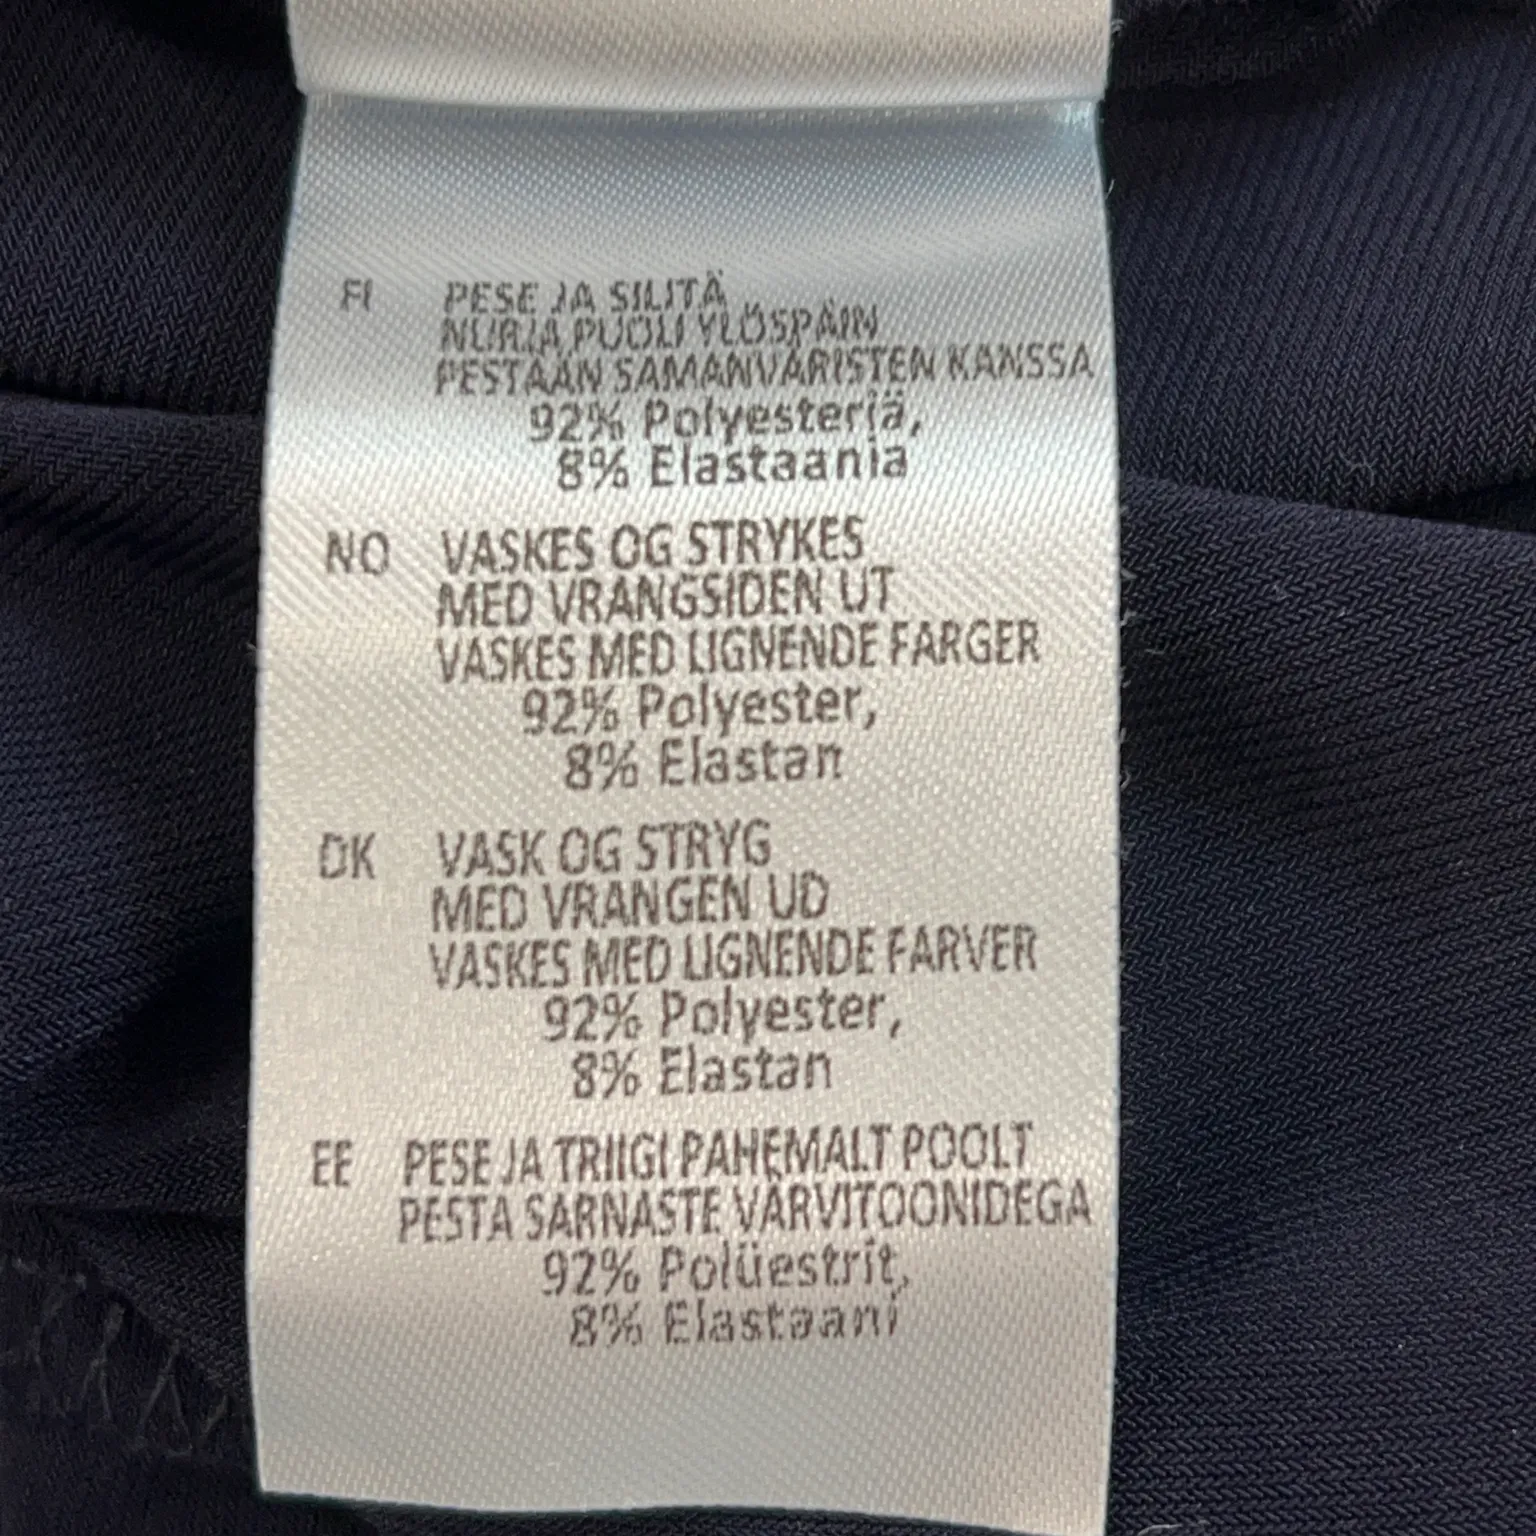 FI PESE JA SILITÄ
NURJA PUOLI YLÖSPÄIN
PESTÄÄN SAMANVÄRISTEN KANSSA
92% Polyesteriä,
8% Elastaania
NO VASKES OG STRYKES
MED VRANGSIDEN UT
VASKES MED LIGNENDE FARGER
92% Polyester,
8% Elastan
DK VASK OG STRYG
MED VRANGEN UD
VASKES MED LIGNENDE FARVER
92% Polyester,
8% Elastan
EE PESE JA TRIIGI PAHEMALT POOLT
PESTA SARNASTE VÄRVITOONIDEGA
92% Polüestrit,
8% Elastaani